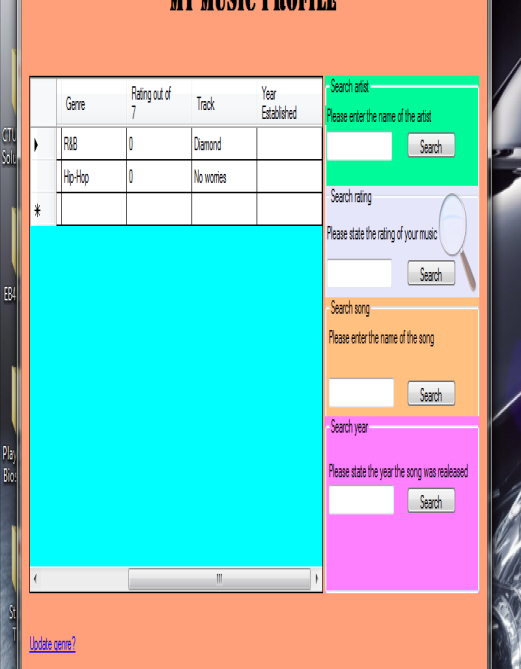 MY MUSIC PROFILE
Genre
Rating out of
7
Track
Year
Established
R&B
0
Diamond
Hip-Hop
0
No worries
Search artist
Please enter the name of the artist
Search
Search rating
Please state the rating of your music
Search
Search song
Please enter the name of the song
Search
Search year
Please state the year the song was realeased
Search
Update genre?
CTU
Solu
EB4
Play
Bios
St
T